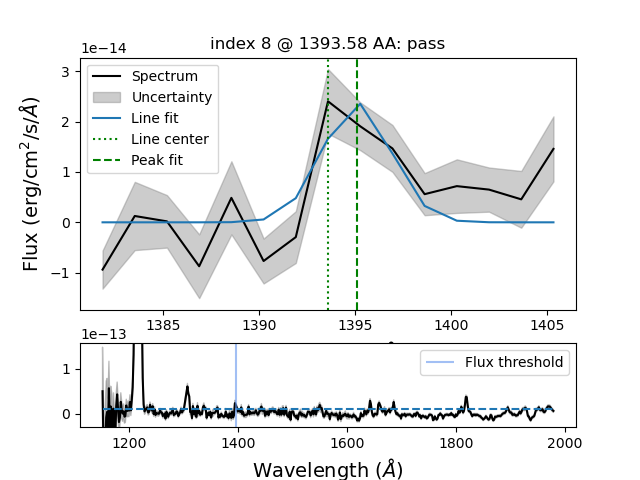 index 8 @ 1393.58 AA: pass
1e−14
Spectrum
Uncertainty
Line fit
Line center
Peak fit
3
2
1
0
−1
Flux (erg/cm²/s/Å)
1385
1390
1395
1400
1405
1e−13
Flux threshold
1
0
1200
1400
1600
1800
2000
Wavelength (Å)